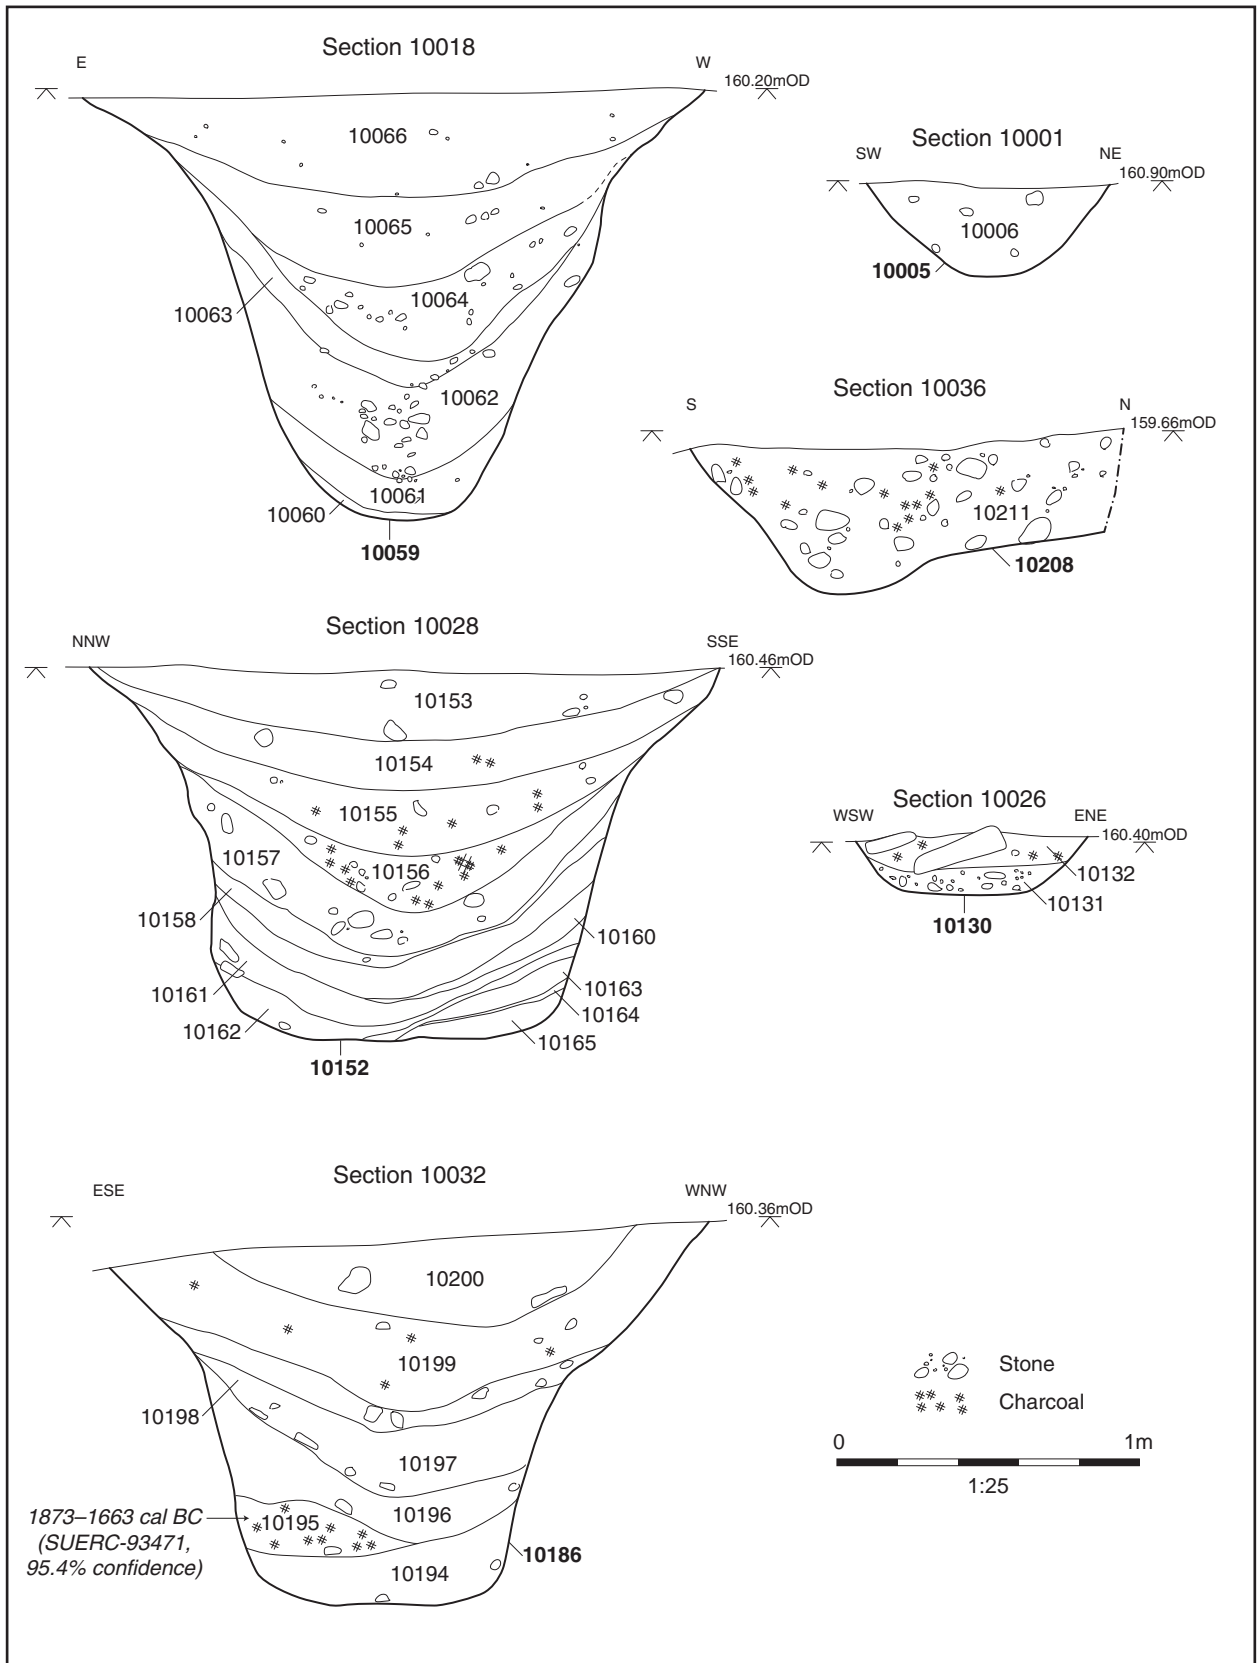 Section 10018
E
W
160.20mOD
10066
10065
10064
10063
10062
10061
10060
10059
Section 10001
SW
NE
160.90mOD
10006
10005
Section 10036
S
N
159.66mOD
10211
10208
Section 10028
NNW
SSE
160.46mOD
10153
10154
10155
10156
10157
10158
10160
10161
10163
10164
10162
10165
10152
Section 10026
WSW
ENE
160.40mOD
10132
10131
10130
Section 10032
ESE
WNW
160.36mOD
10200
10199
10198
10197
10196
10195
1873–1663 cal BC
(SUERC-93471,
95.4% confidence)
10186
10194
Stone
Charcoal
0 1m
1:25